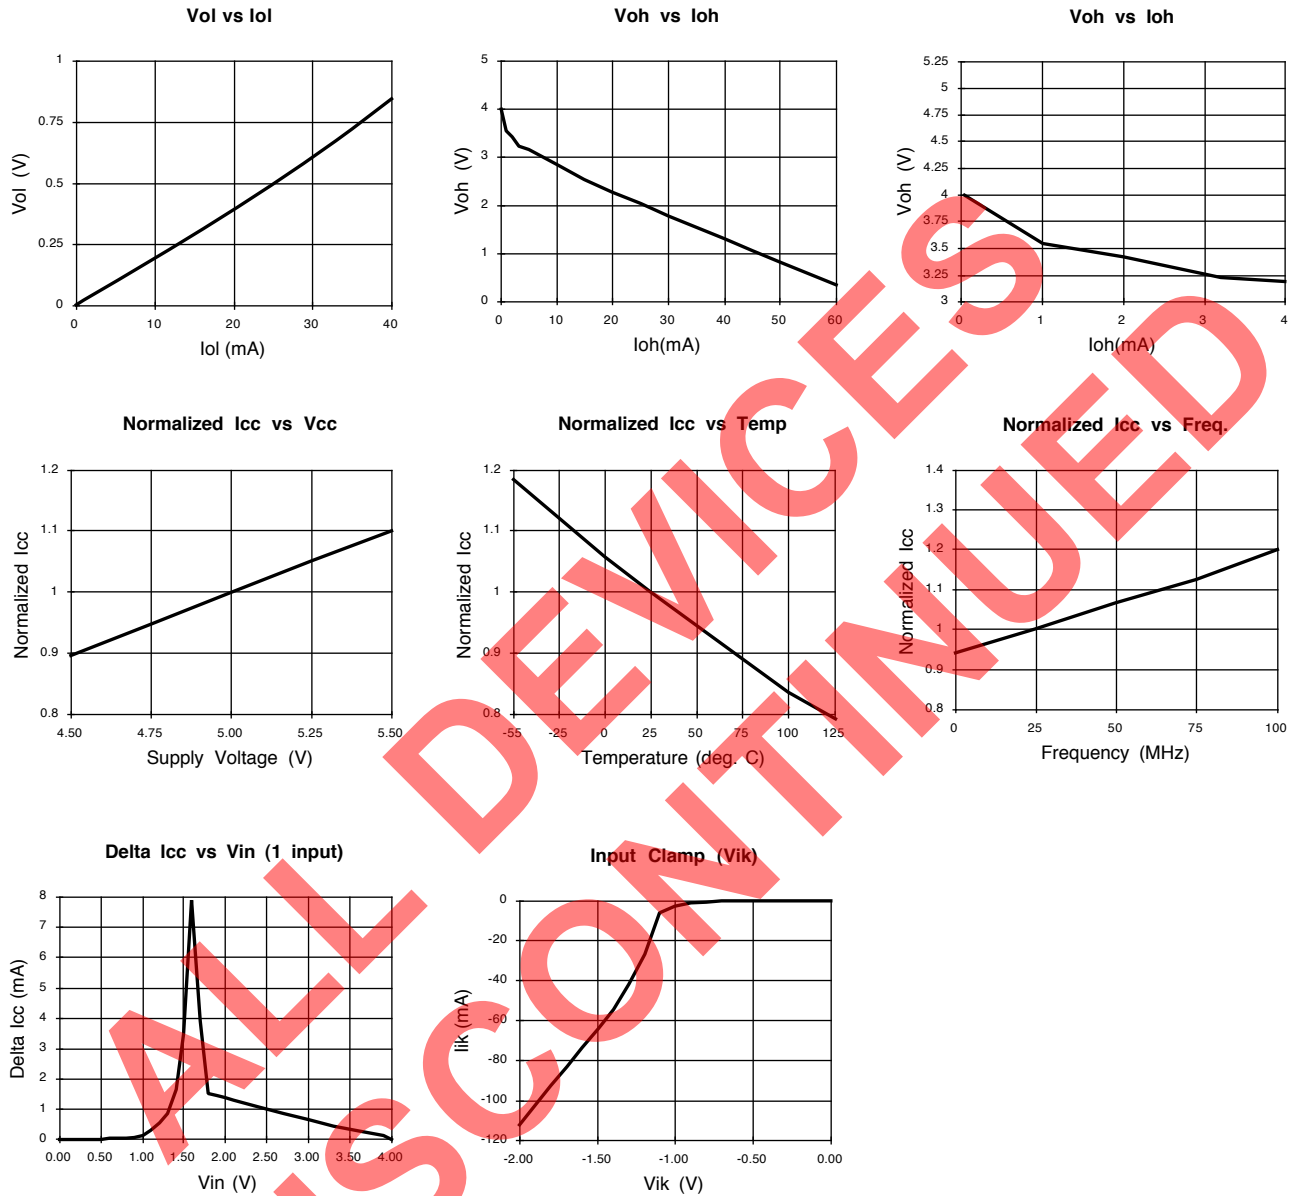 Vol vs Iol
1
0.75
0.5
0.25
0
0 10 20 30 40
Vol (V)
Iol (mA)
Voh vs Ioh
5
4
3
2
1
0
0 10 20 30 40 50 60
Voh (V)
Ioh(mA)
Voh vs Ioh
5.25
5
4.75
4.5
4.25
4
3.75
3.5
3.25
3
0 1 2 3 4
Voh (V)
Ioh(mA)
Normalized Icc vs Vcc
1.2
1.1
1
0.9
0.8
4.50 4.75 5.00 5.25 5.50
Normalized Icc
Supply Voltage (V)
Normalized Icc vs Temp
1.2
1.1
1
0.9
0.8
-55 -25 0 25 50 75 100 125
Normalized Icc
Temperature (deg. C)
Normalized Icc vs Freq.
1.4
1.3
1.2
1.1
1
0.9
0.8
0 25 50 75 100
Normalized Icc
Frequency (MHz)
Delta Icc vs Vin (1 input)
8
7
6
5
4
3
2
1
0
0.00 0.50 1.00 1.50 2.00 2.50 3.00 3.50 4.00
Delta Icc (mA)
Vin (V)
Input Clamp (Vik)
0
-20
-40
-60
-80
-100
-120
-2.00 -1.50 -1.00 -0.50 0.00
Iik (mA)
Vik (V)
ALL DEVICES
SCONTINUED